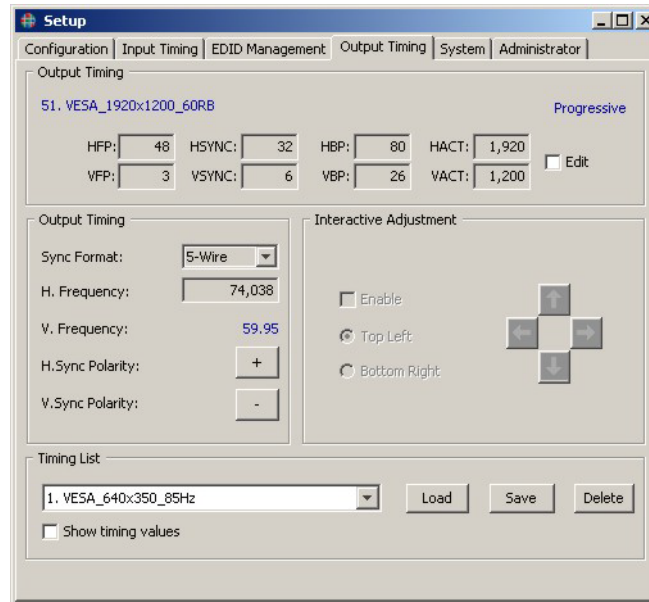 Setup
Configuration Input Timing EDID Management Output Timing System Administrator
Output Timing
51. VESA_1920x1200_60RB Progressive
HFP: 48 HSYNC: 32 HBP: 80 HACT: 1,920
Edit
VFP: 3 VSYNC: 6 VBP: 26 VACT: 1,200
Output Timing
Sync Format: 5-Wire
H. Frequency: 74,038
V. Frequency: 59.95
H.Sync Polarity: +
V.Sync Polarity: -
Interactive Adjustment
Enable
Top Left
Bottom Right
Timing List
1. VESA_640x350_85Hz Load Save Delete
Show timing values